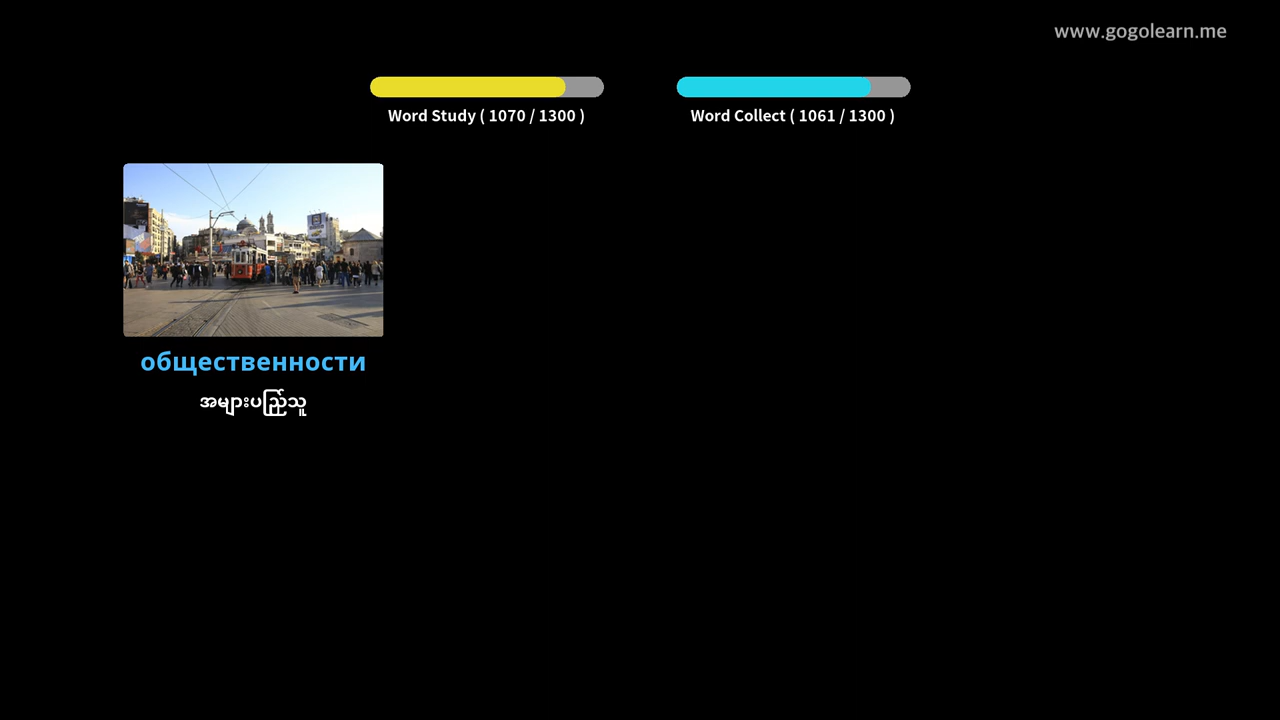 www.gogolearn.me
Word Study ( 1070 / 1300 )
Word Collect ( 1061 / 1300 )
общественности
အများပြည်သူ